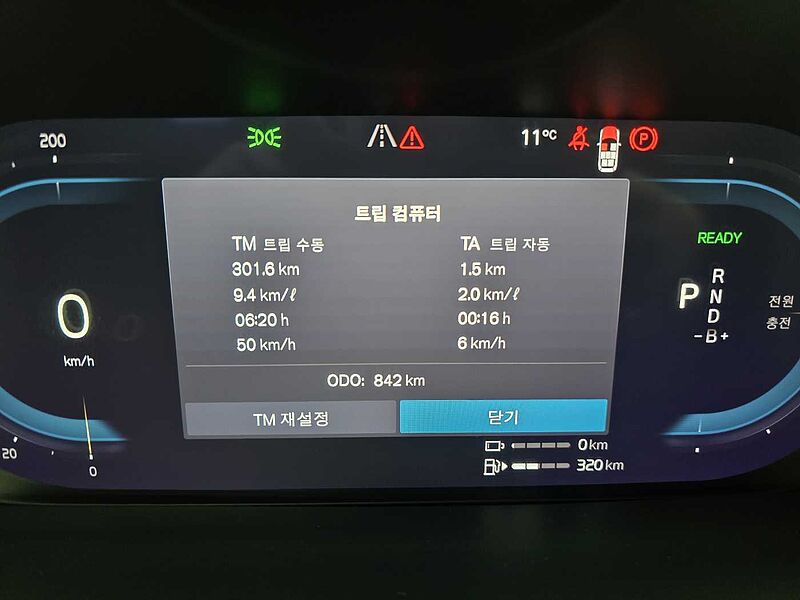 200
11°C
P
트립 컴퓨터
TM 트립 수동
TA 트립 자동
301.6 km
1.5 km
9.4 km/ℓ
2.0 km/ℓ
06:20 h
00:16 h
50 km/h
6 km/h
ODO: 842 km
TM 재설정
닫기
0
km/h
READY
P
R
N
D
-B+
전원
충전
20
0
0 km
320 km